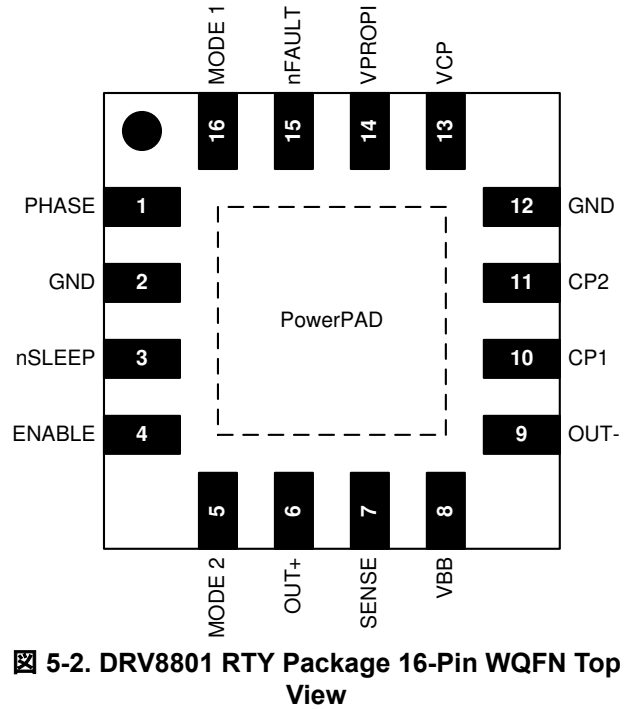 MODE 1
nFAULT
VPROPI
VCP
16
15
14
13
PHASE 1
12 GND
GND 2
11 CP2
PowerPAD
nSLEEP 3
10 CP1
ENABLE 4
9 OUT-
5
6
7
8
MODE 2
OUT+
SENSE
VBB
図 5-2. DRV8801 RTY Package 16-Pin WQFN Top
View